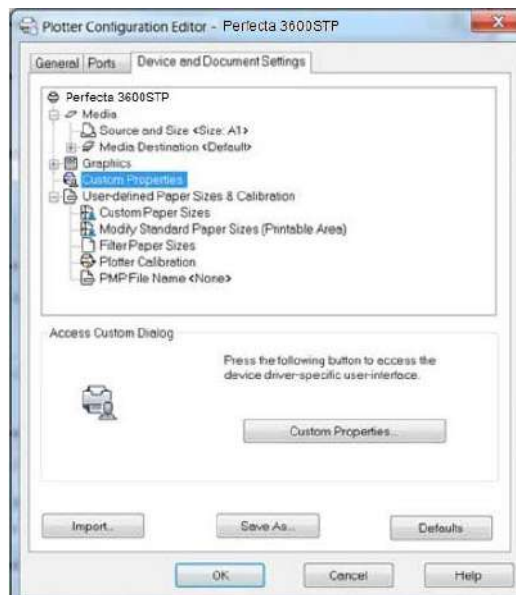 Plotter Configuration Editor - Perfecta 3600STP
General Ports Device and Document Settings
Perfecta 3600STP
Media
Source and Size <Size: A1>
Media Destination <Default>
Graphics
Custom Properties
User-defined Paper Sizes & Calibration
Custom Paper Sizes
Modify Standard Paper Sizes (Printable Area)
Filter Paper Sizes
Plotter Calibration
PMP File Name <None>
Access Custom Dialog
Press the following button to access the
device driver-specific user-interface.
Custom Properties...
Import... Save As... Defaults
OK Cancel Help